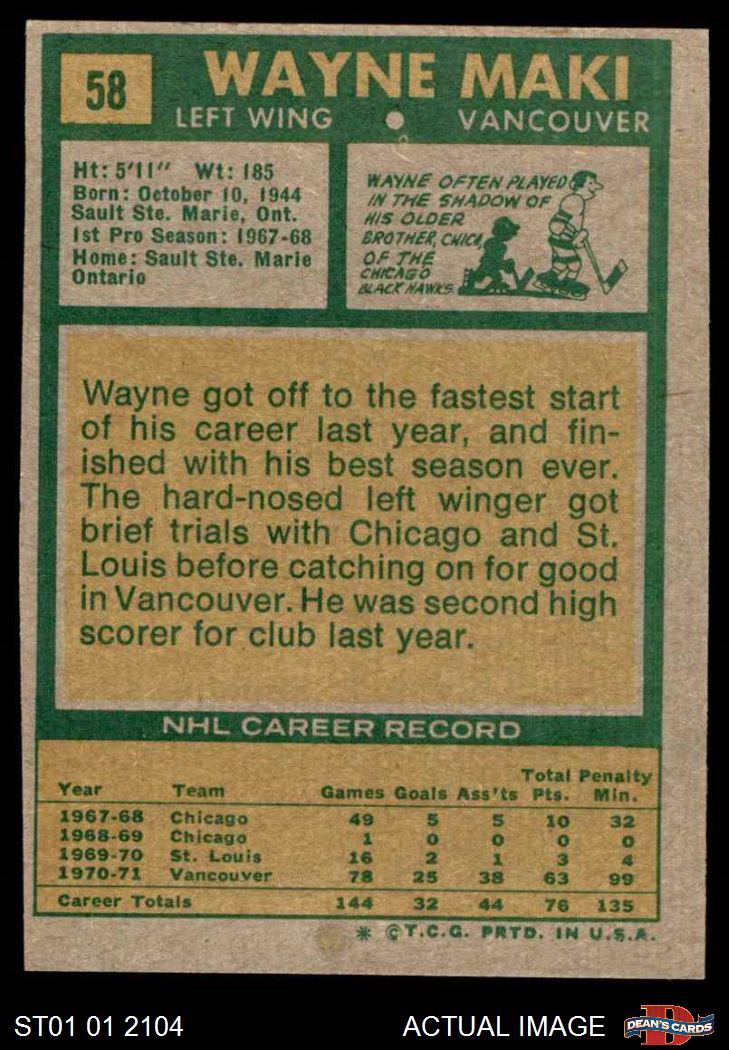 58
WAYNE MAKI
LEFT WING
VANCOUVER
Ht: 5'11" Wt: 185
Born: October 10, 1944
Sault Ste. Marie, Ont.
1st Pro Season: 1967-68
Home: Sault Ste. Marie
Ontario
WAYNE OFTEN PLAYED
IN THE SHADOW OF
HIS OLDER
BROTHER, CHICO,
OF THE
CHICAGO
BLACK HAWKS.
Wayne got off to the fastest start
of his career last year, and fin-
ished with his best season ever.
The hard-nosed left winger got
brief trials with Chicago and St.
Louis before catching on for good
in Vancouver. He was second high
scorer for club last year.
NHL CAREER RECORD
Total Penalty
Year Team Games Goals Ass'ts Pts. Min.
1967-68 Chicago 49 5 5 10 32
1968-69 Chicago 1 0 0 0 0
1969-70 St. Louis 16 2 1 3 4
1970-71 Vancouver 78 25 38 63 99
Career Totals 144 32 44 76 135
* © T.C.G. PRTD. IN U.S.A.
ST01 01 2104
ACTUAL IMAGE
D
DEAN'S CARDS